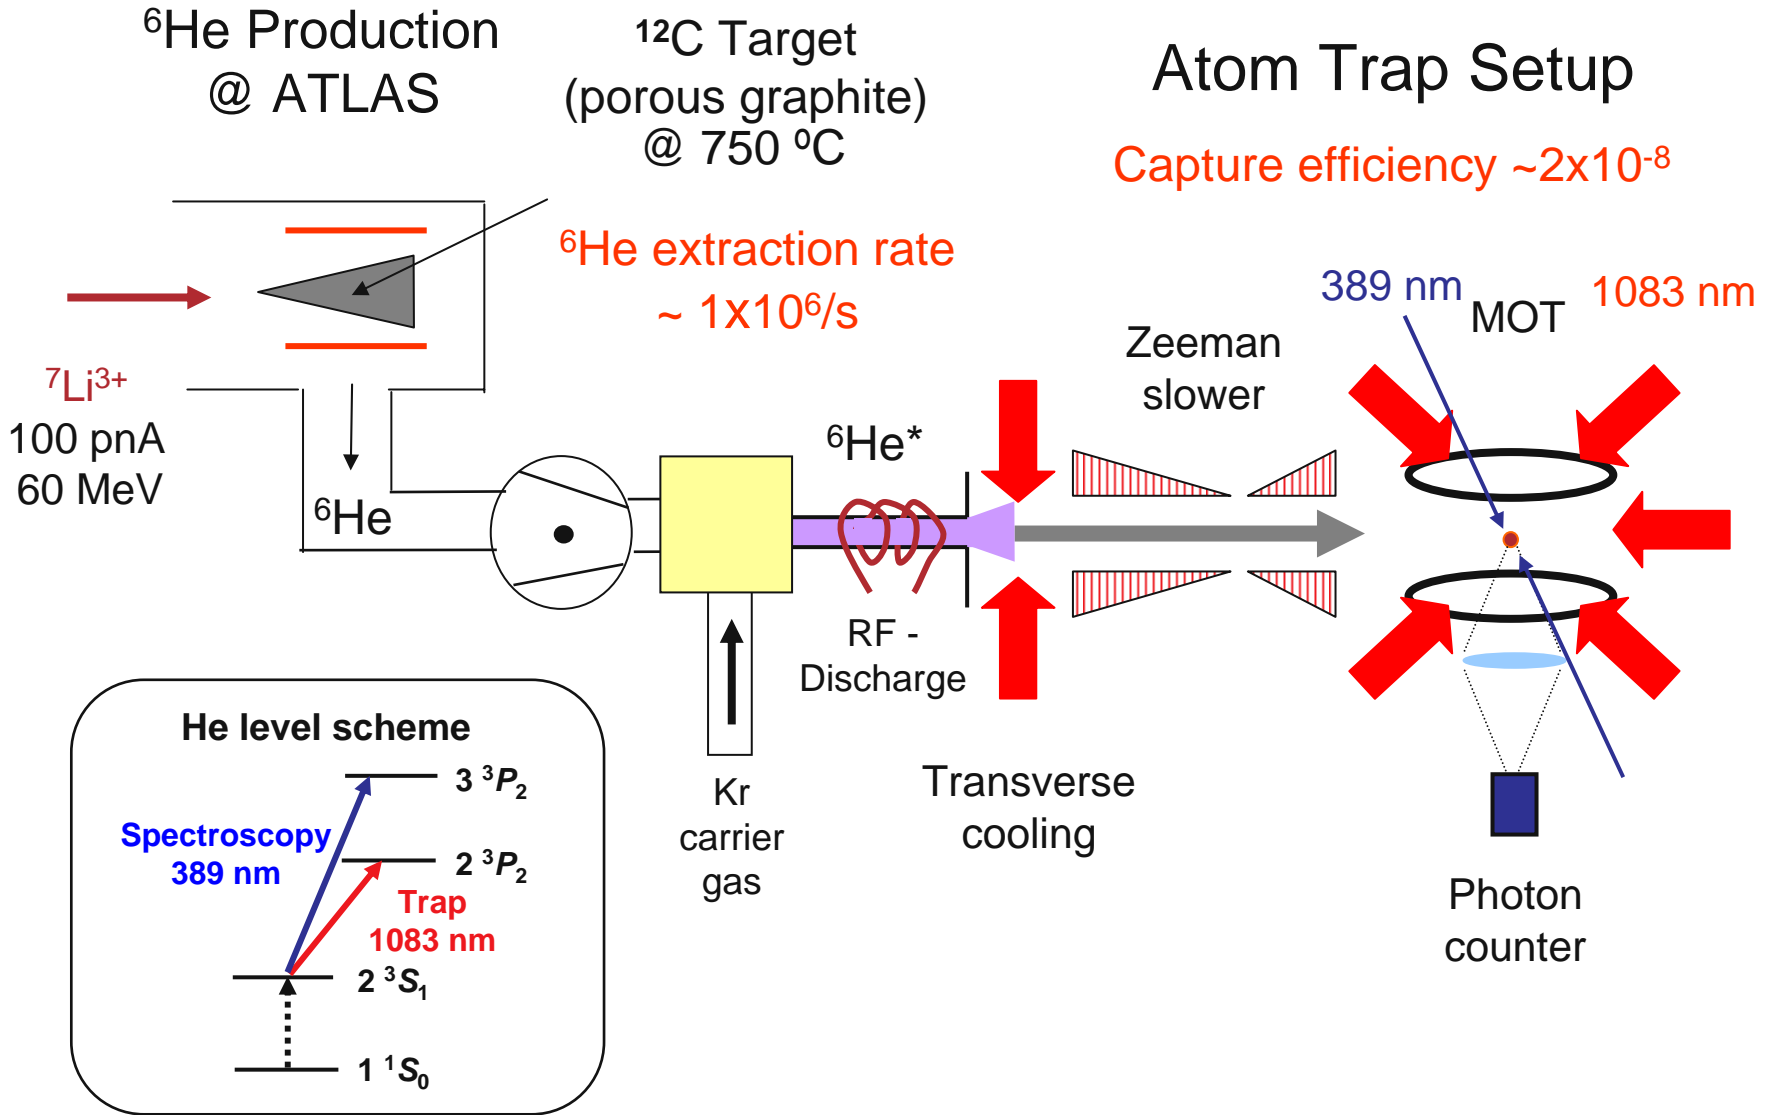 ⁶He Production
@ ATLAS
¹²C Target
(porous graphite)
@ 750 ⁰C
Atom Trap Setup
Capture efficiency ~2x10⁻⁸
⁶He extraction rate
~ 1x10⁶/s
389 nm
MOT
1083 nm
Zeeman
slower
⁷Li³⁺
100 pnA
60 MeV
⁶He
⁶He*
RF -
Discharge
Transverse
cooling
Kr
carrier
gas
Photon
counter
He level scheme
3 ³P₂
Spectroscopy
389 nm
2 ³P₂
Trap
1083 nm
2 ³S₁
1 ¹S₀